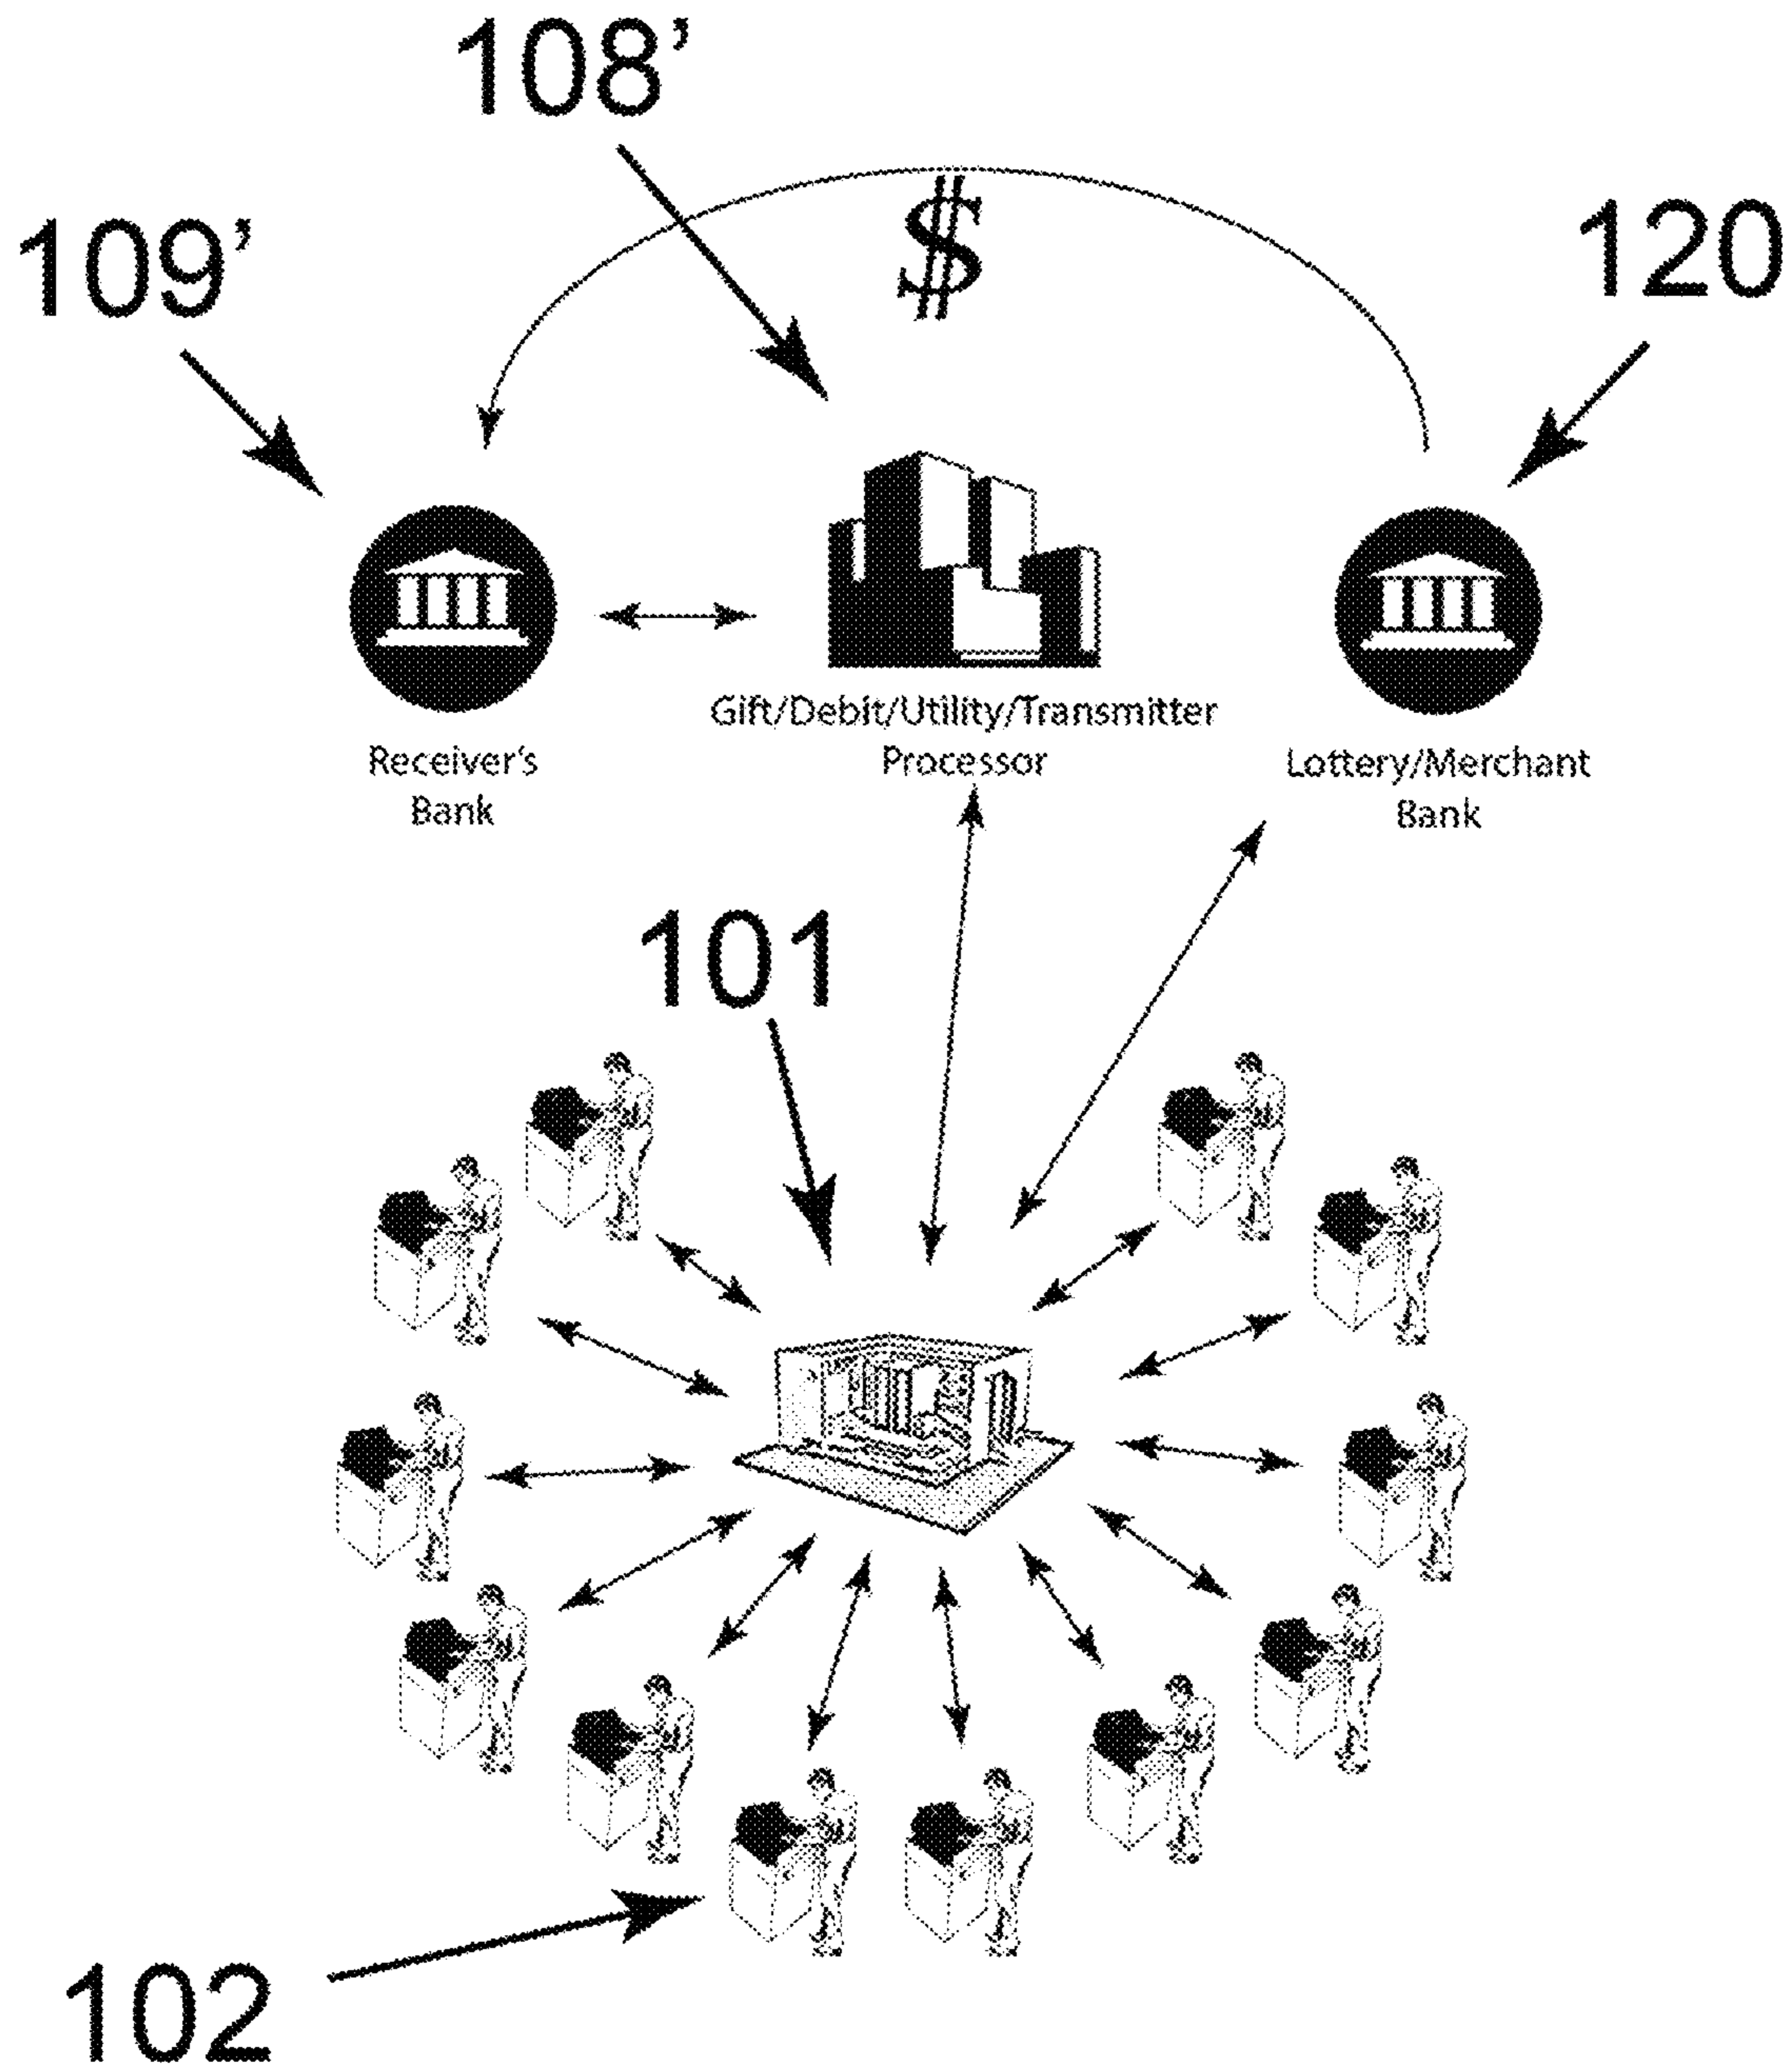 108’
109’
$
120
Receiver's
Bank
Gift/Debit/Utility/Transmitter
Processor
Lottery/Merchant
Bank
101
102